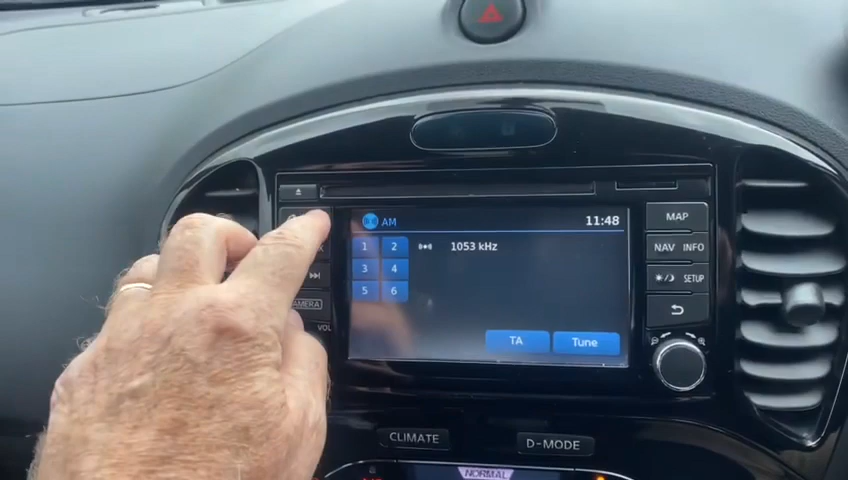 AM
11:48
1
2
1053 kHz
3
4
5
6
TA
Tune
CAMERA
VOL
MAP
NAV
INFO
SETUP
CLIMATE
D-MODE
NORMAL